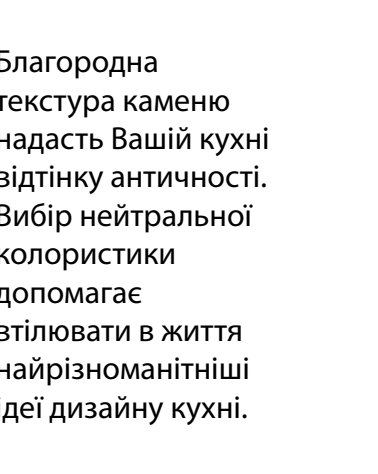 Благородна
текстура каменю
надасть Вашій кухні
відтінку античності.
Вибір нейтральної
колористики
допомагає
втілювати в життя
найрізноманітніші
ідеї дизайну кухні.